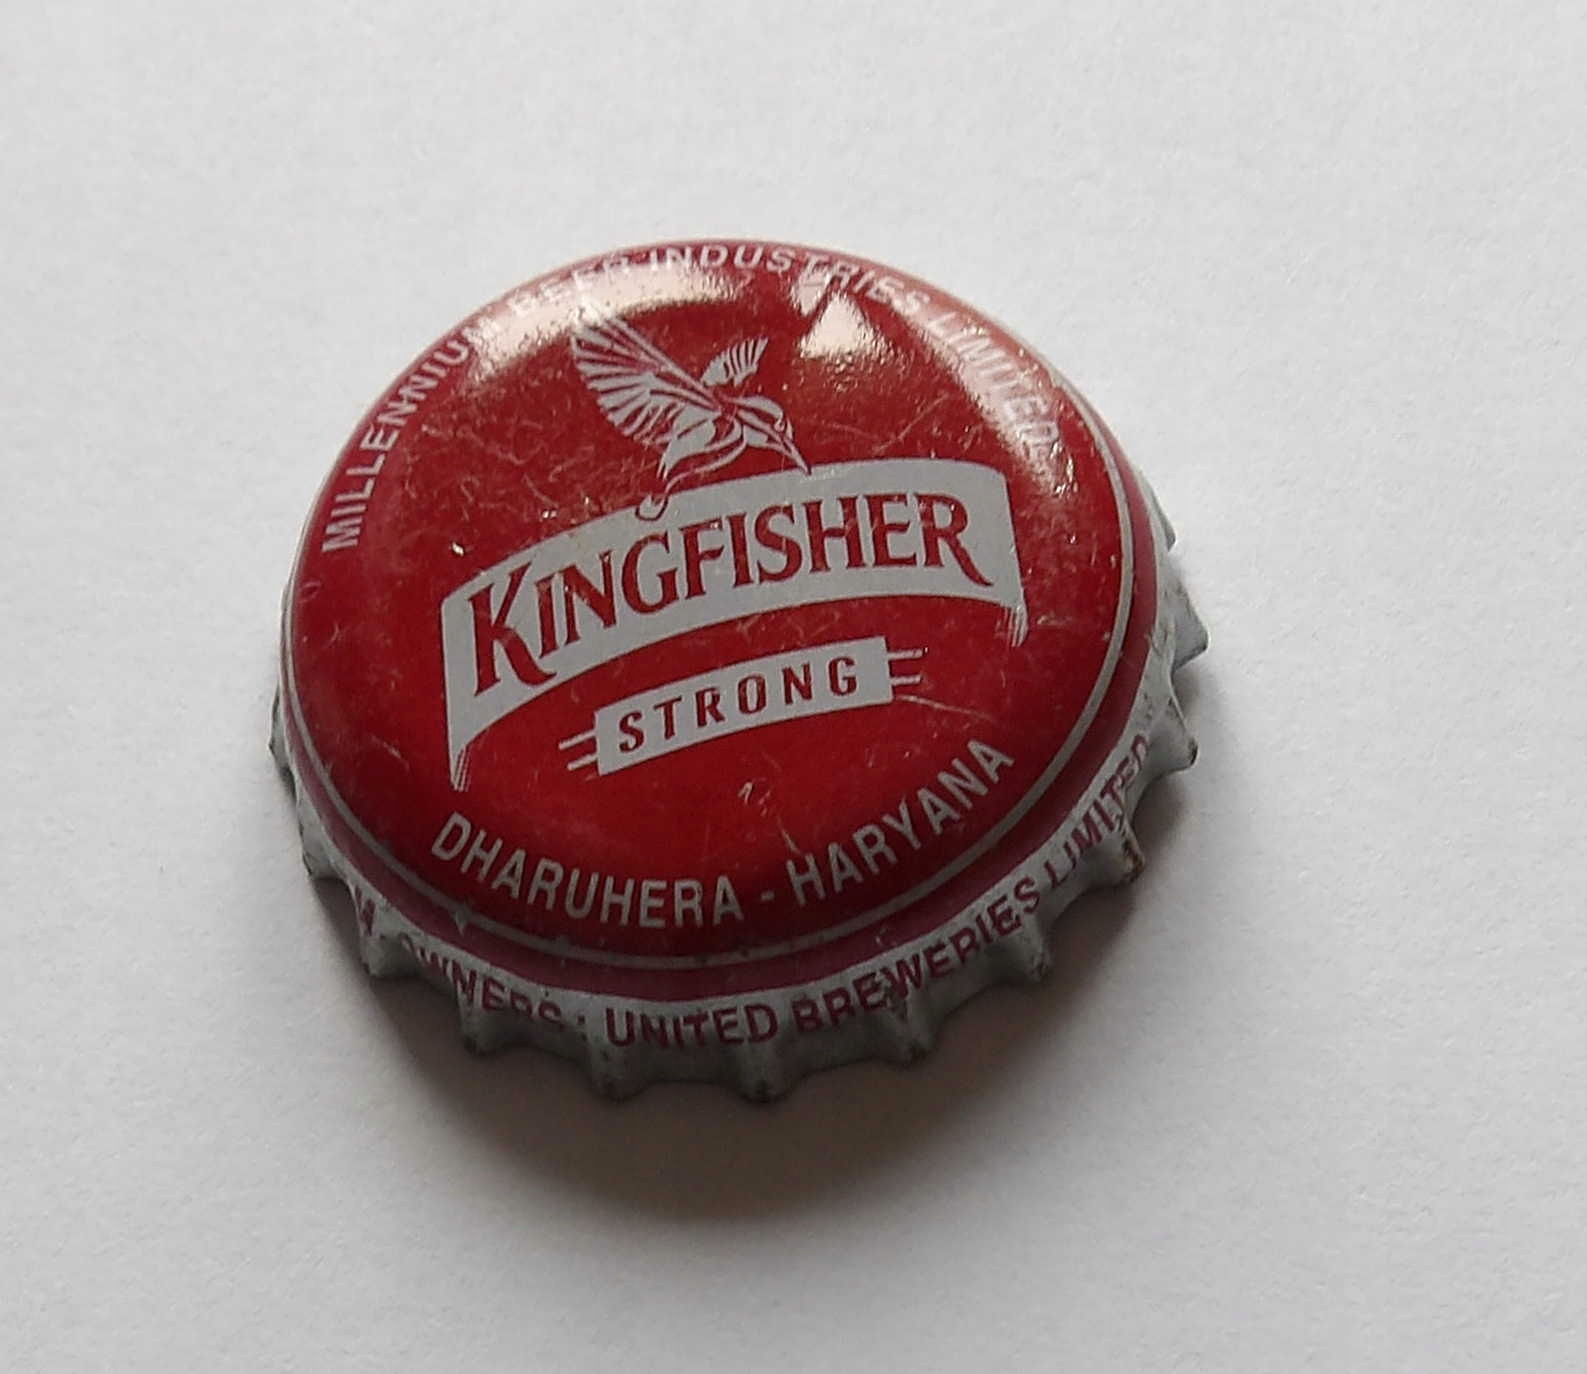 MILLENNIUM BEER INDUSTRIES LIMITED
KINGFISHER
STRONG
DHARUHERA - HARYANA
OWNERS : UNITED BREWERIES LIMITED